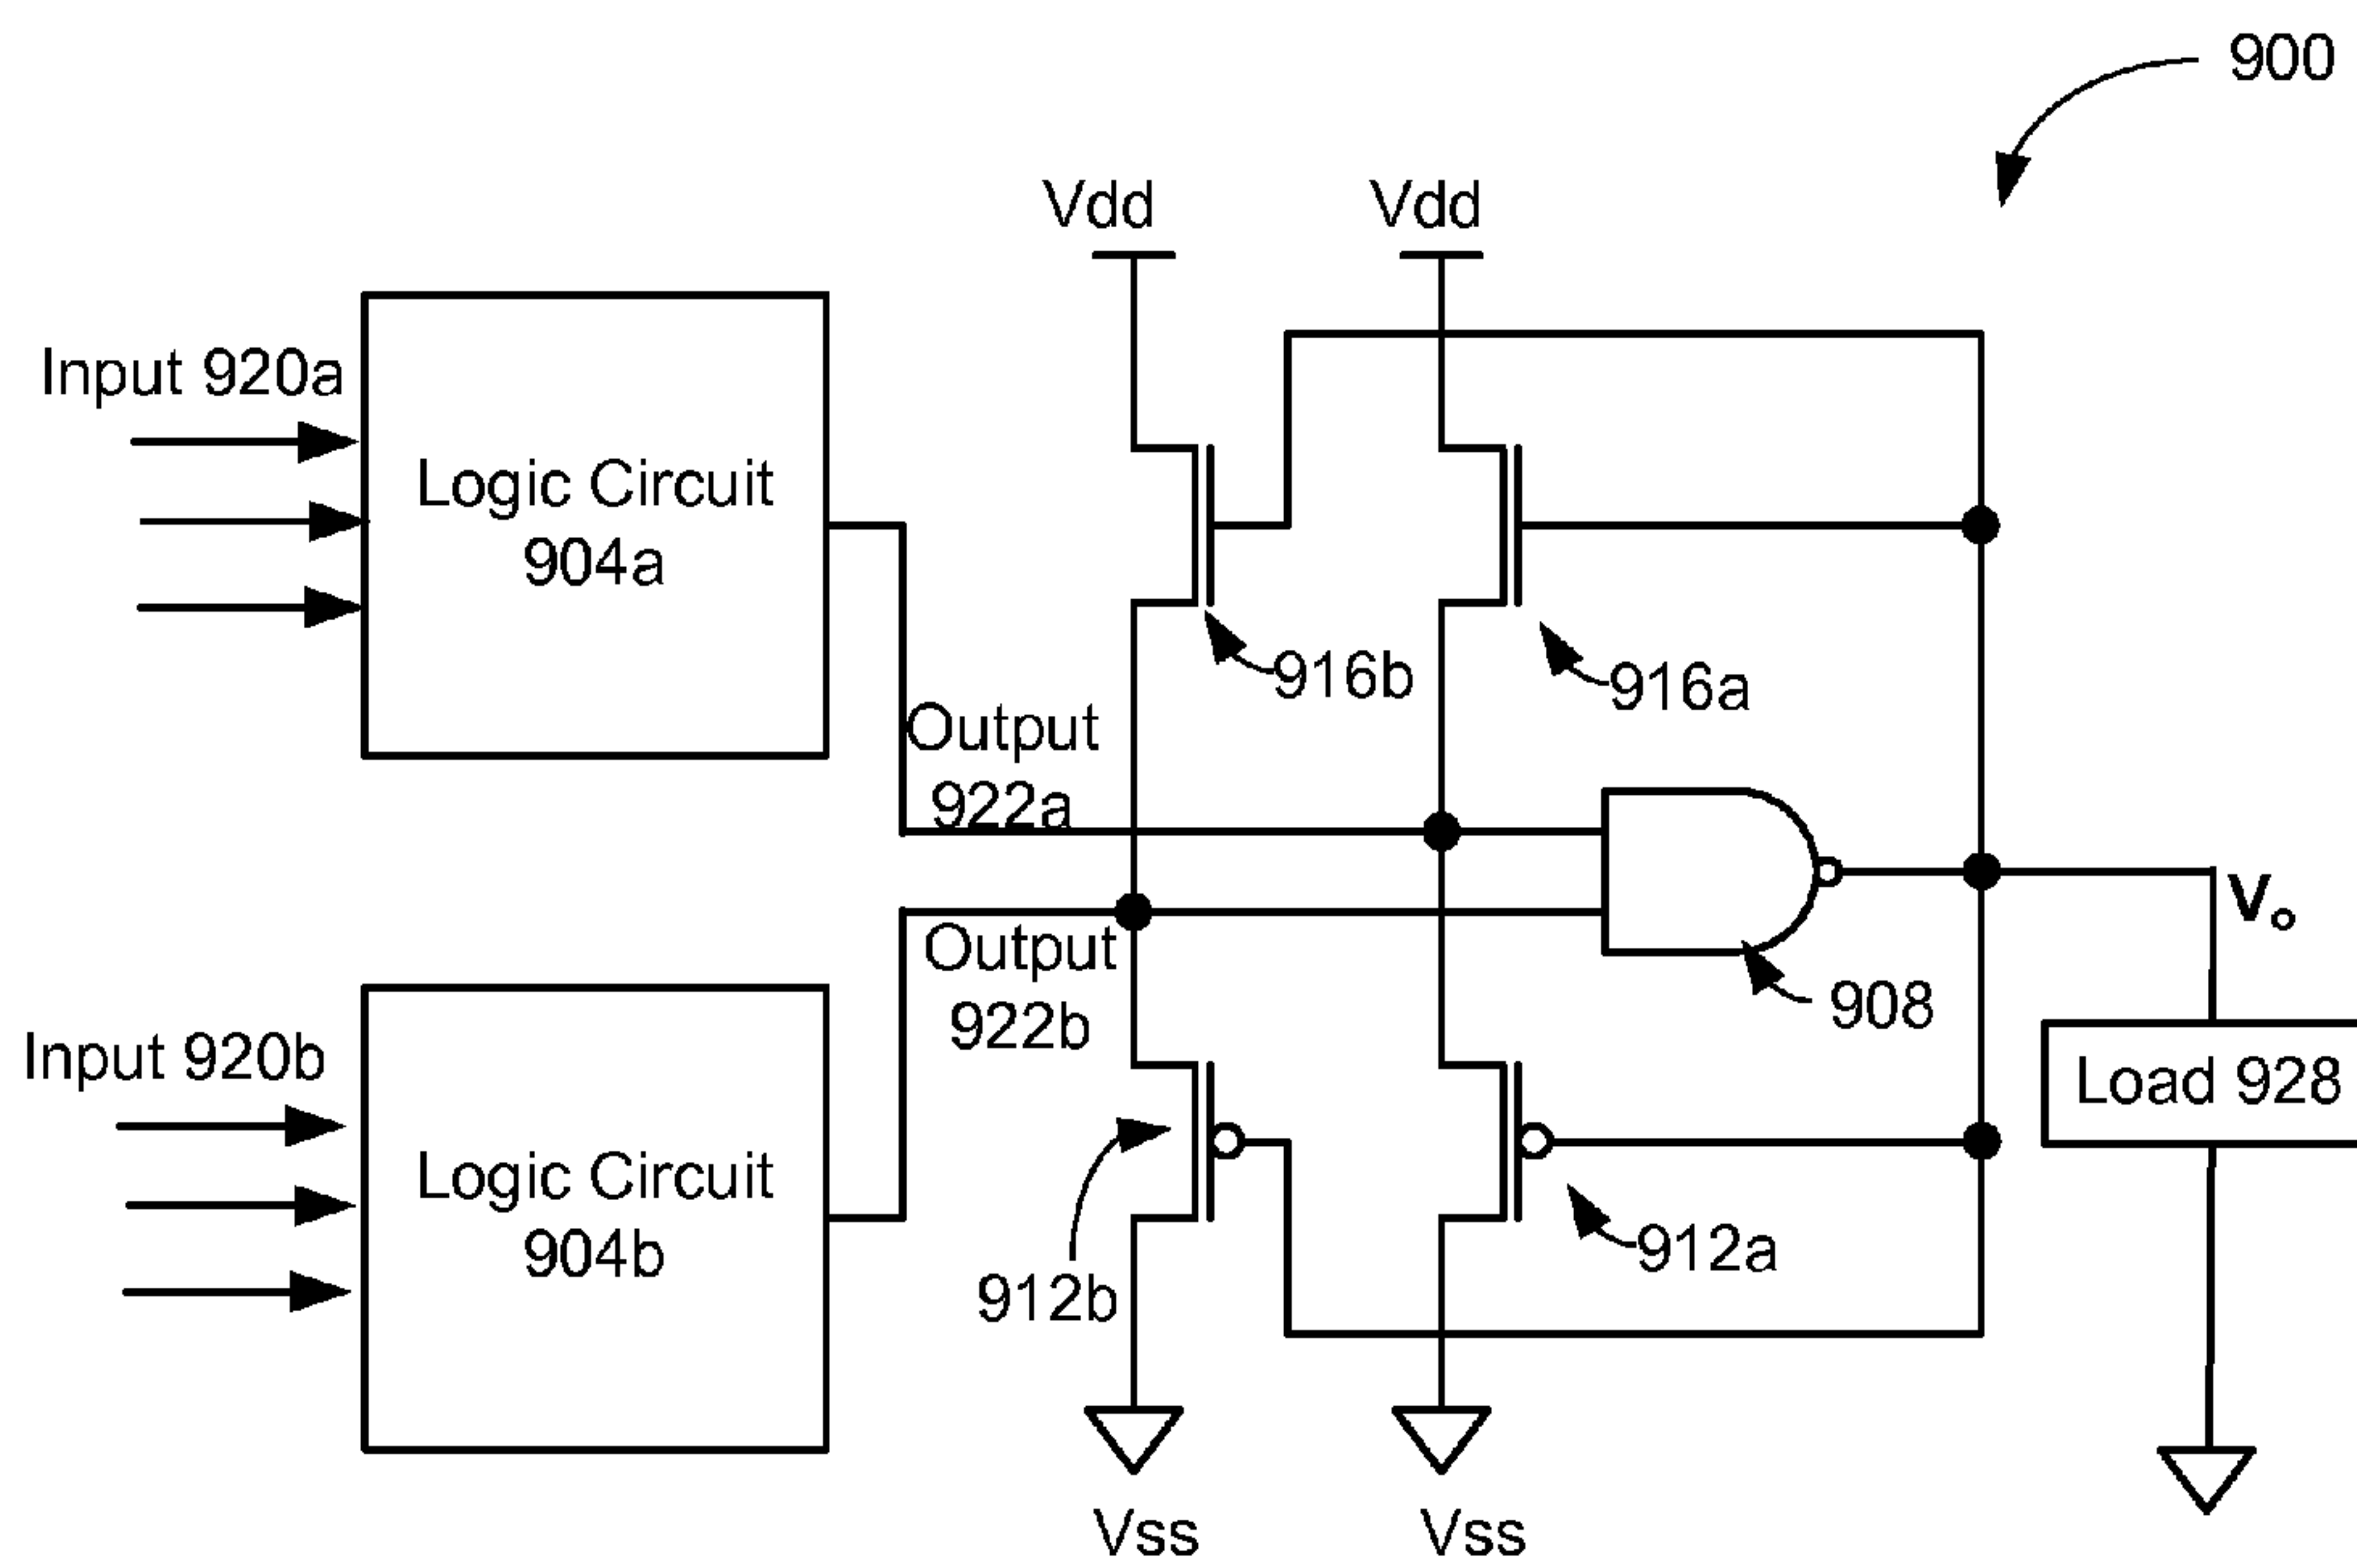 900
Vdd
Vdd
Input 920a
Logic Circuit
904a
916b
916a
Output
922a
Vo
Output
922b
908
Input 920b
Load 928
Logic Circuit
904b
912b
912a
Vss
Vss